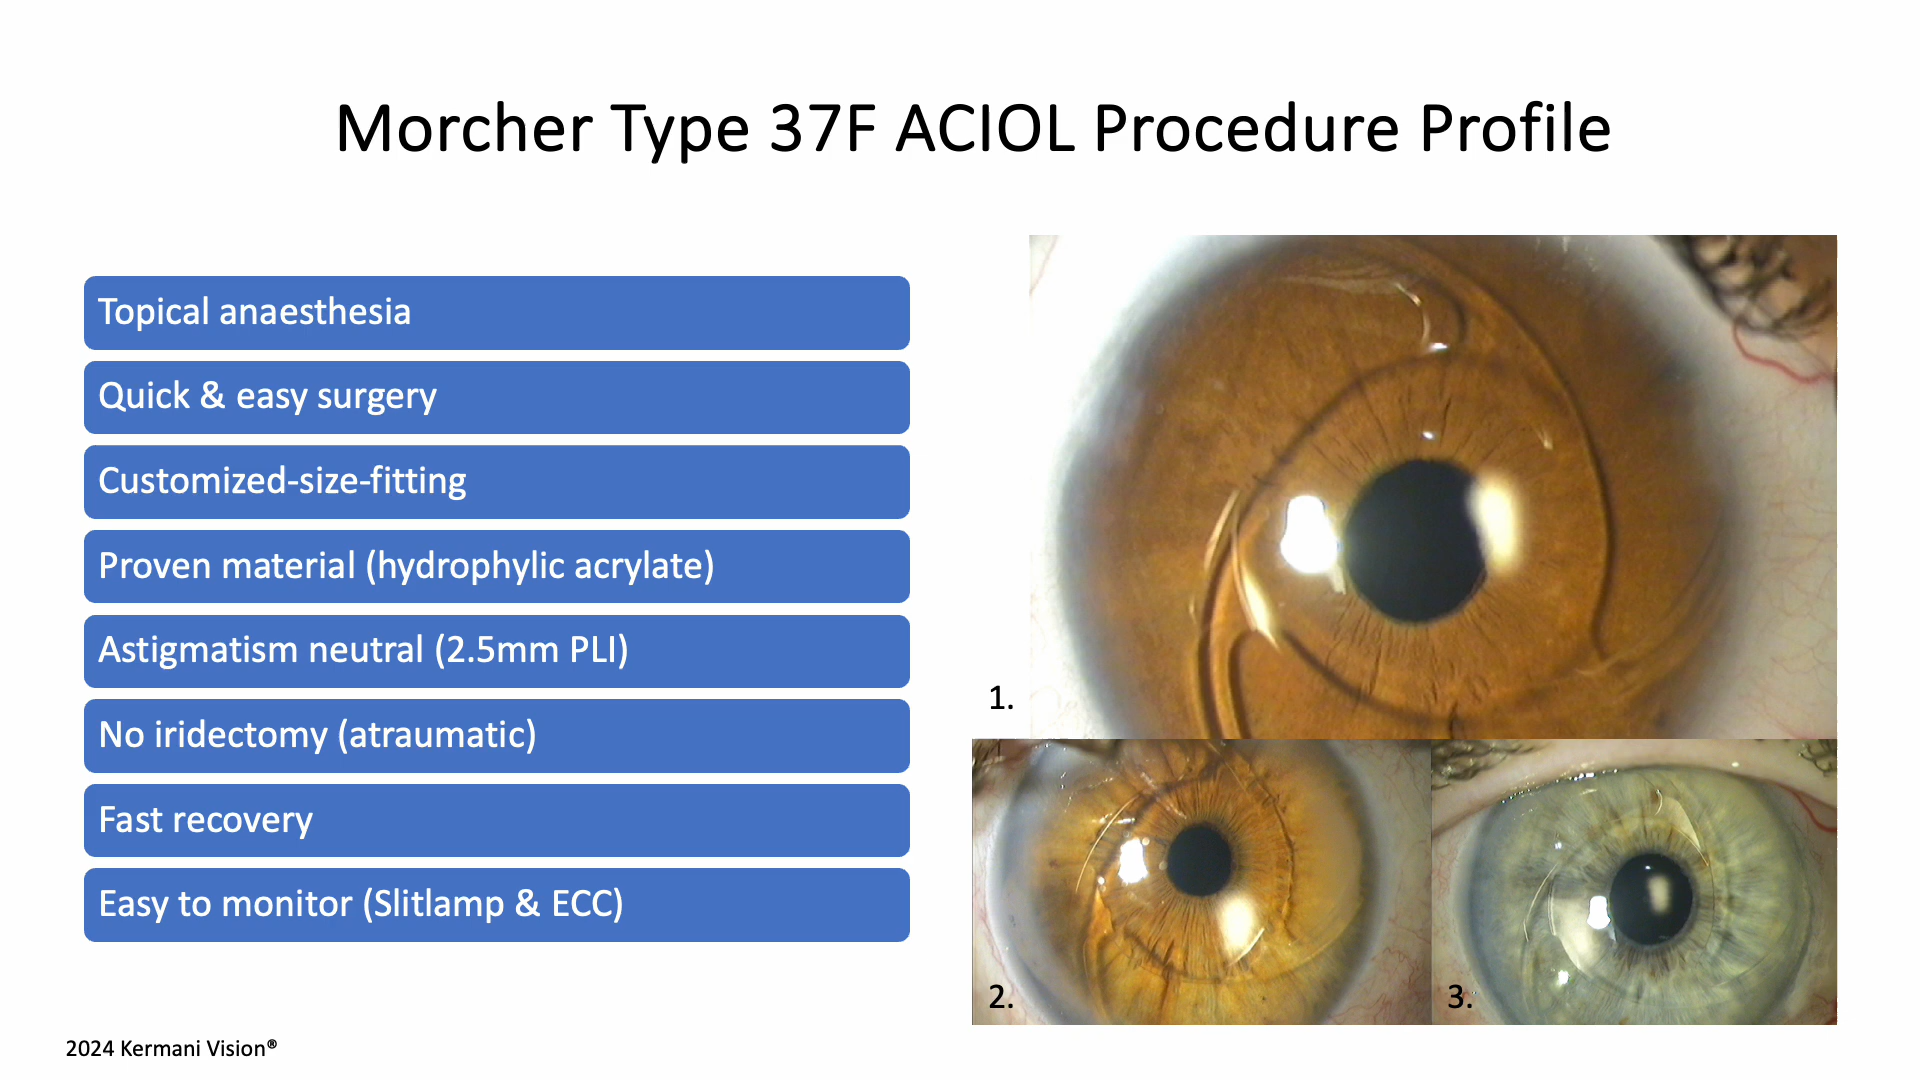 Morcher Type 37F ACIOL Procedure Profile
Topical anaesthesia
Quick & easy surgery
Customized-size-fitting
Proven material (hydrophylic acrylate)
Astigmatism neutral (2.5mm PLI)
No iridectomy (atraumatic)
Fast recovery
Easy to monitor (Slitlamp & ECC)
1.
2.
3.
2024 Kermani Vision®